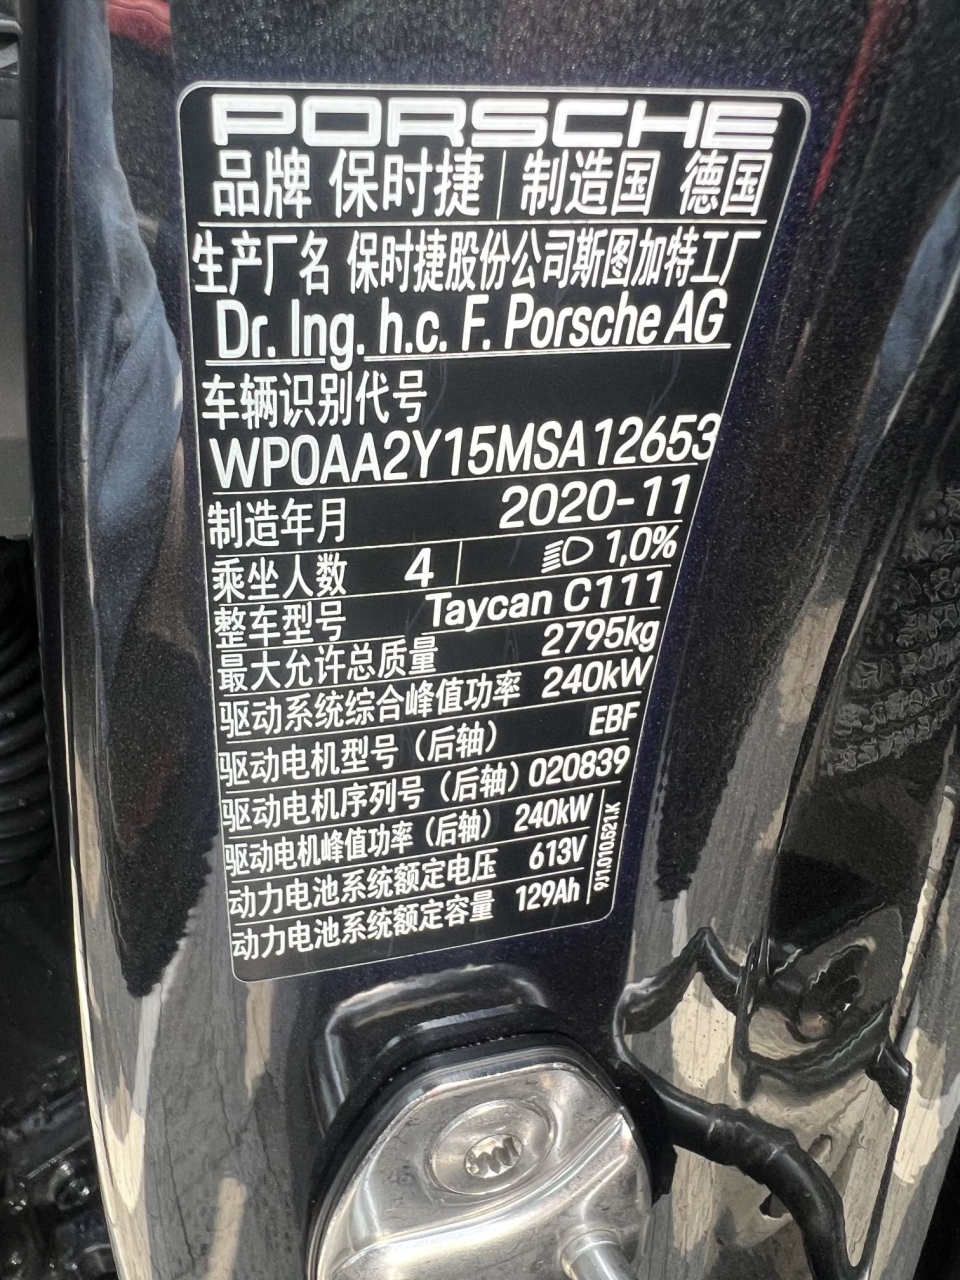 PORSCHE
品牌 保时捷 制造国 德国
生产厂名 保时捷股份公司斯图加特工厂
Dr. Ing. h.c. F. Porsche AG
车辆识别代号
WP0AA2Y15MSA12653
制造年月 2020-11
乘坐人数 4 1,0%
整车型号 Taycan C111
最大允许总质量 2795kg
驱动系统综合峰值功率 240kW
驱动电机型号（后轴） EBF
驱动电机序列号（后轴） 020839
驱动电机峰值功率（后轴） 240kW
动力电池系统额定电压 613V
动力电池系统额定容量 129Ah
9J1.010.621.K